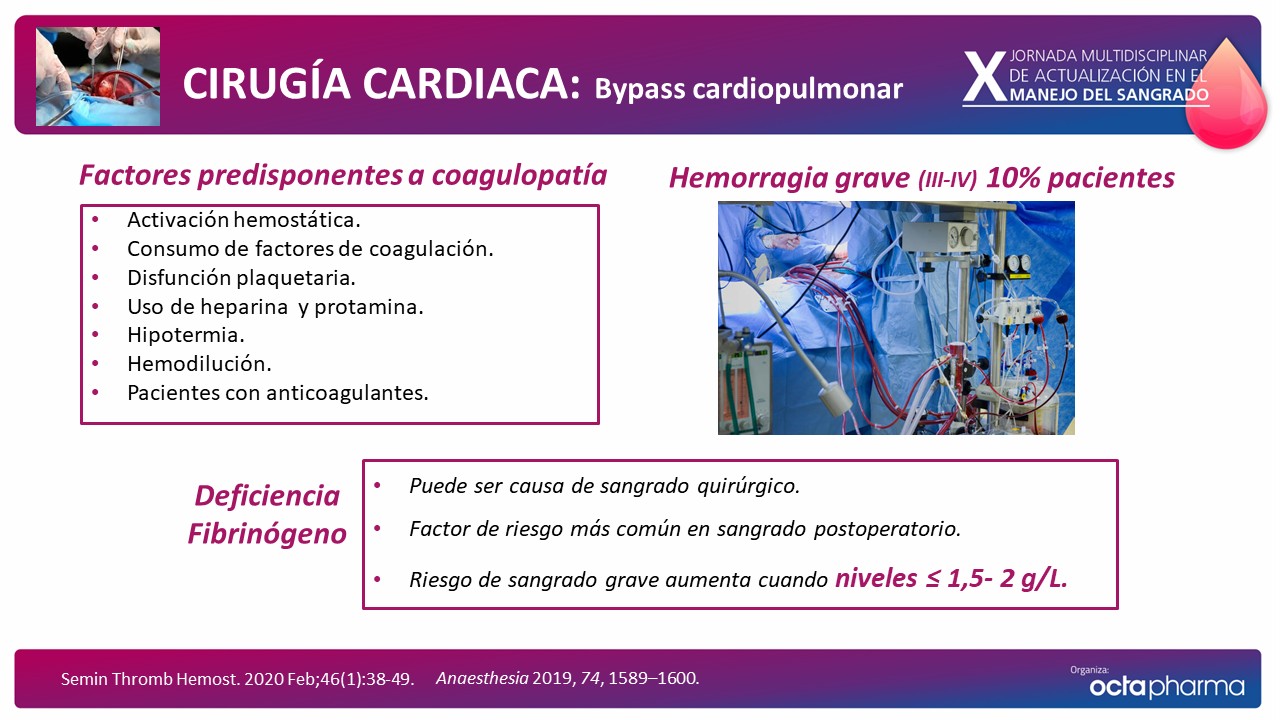 CIRUGÍA CARDIACA: Bypass cardiopulmonar
X JORNADA MULTIDISCIPLINAR
DE ACTUALIZACIÓN EN EL
MANEJO DEL SANGRADO
Factores predisponentes a coagulopatía
• Activación hemostática.
• Consumo de factores de coagulación.
• Disfunción plaquetaria.
• Uso de heparina y protamina.
• Hipotermia.
• Hemodilución.
• Pacientes con anticoagulantes.
Hemorragia grave (III-IV) 10% pacientes
Deficiencia
Fibrinógeno
• Puede ser causa de sangrado quirúrgico.
• Factor de riesgo más común en sangrado postoperatorio.
• Riesgo de sangrado grave aumenta cuando niveles ≤ 1,5- 2 g/L.
Semin Thromb Hemost. 2020 Feb;46(1):38-49. Anaesthesia 2019, 74, 1589–1600.
Organiza:
octapharma